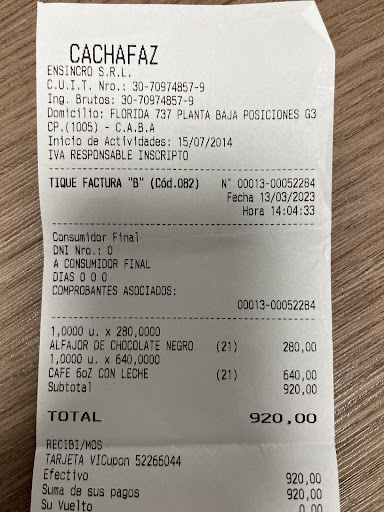 CACHAFAZ
ENSINCRO S.R.L.
C.U.I.T. Nro.: 30-70974857-9
Ing. Brutos: 30-70974857-9
Domicilio: FLORIDA 737 PLANTA BAJA POSICIONES G3
CP.(1005) - C.A.B.A
Inicio de Actividades: 15/07/2014
IVA RESPONSABLE INSCRIPTO
TIQUE FACTURA "B" (Cód.082) N° 00013-00052284
Fecha 13/03/2023
Hora 14:04:33
Consumidor Final
DNI Nro.: 0
A CONSUMIDOR FINAL
DIAS 0 0 0
COMPROBANTES ASOCIADOS:
00013-00052284
1,0000 u. x 280,0000
ALFAJOR DE CHOCOLATE NEGRO (21) 280,00
1,0000 u. x 640,0000
CAFE 6oZ CON LECHE (21) 640,00
Subtotal 920,00
TOTAL 920,00
RECIBI/MOS
TARJETA VICupon 52266044
Efectivo 920,00
Suma de sus pagos 920,00
Su Vuelto 0,00